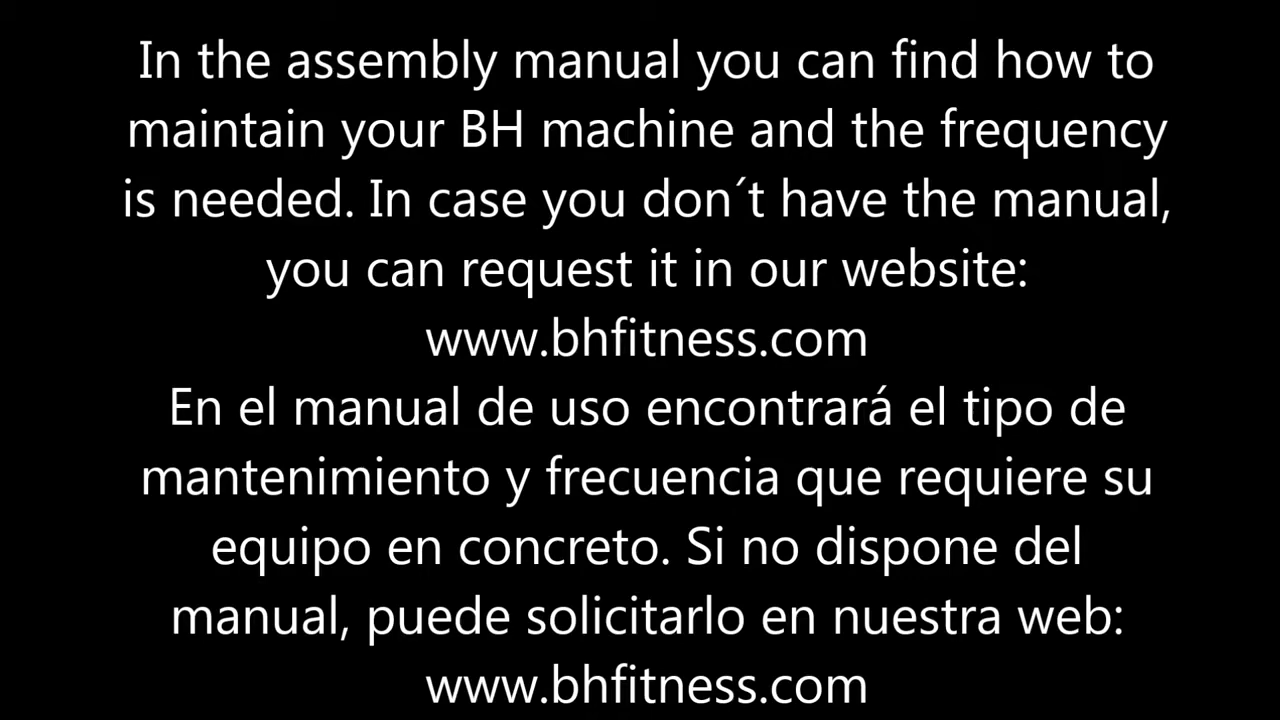 In the assembly manual you can find how to
maintain your BH machine and the frequency
is needed. In case you don´t have the manual,
you can request it in our website:
www.bhfitness.com
En el manual de uso encontrará el tipo de
mantenimiento y frecuencia que requiere su
equipo en concreto. Si no dispone del
manual, puede solicitarlo en nuestra web:
www.bhfitness.com